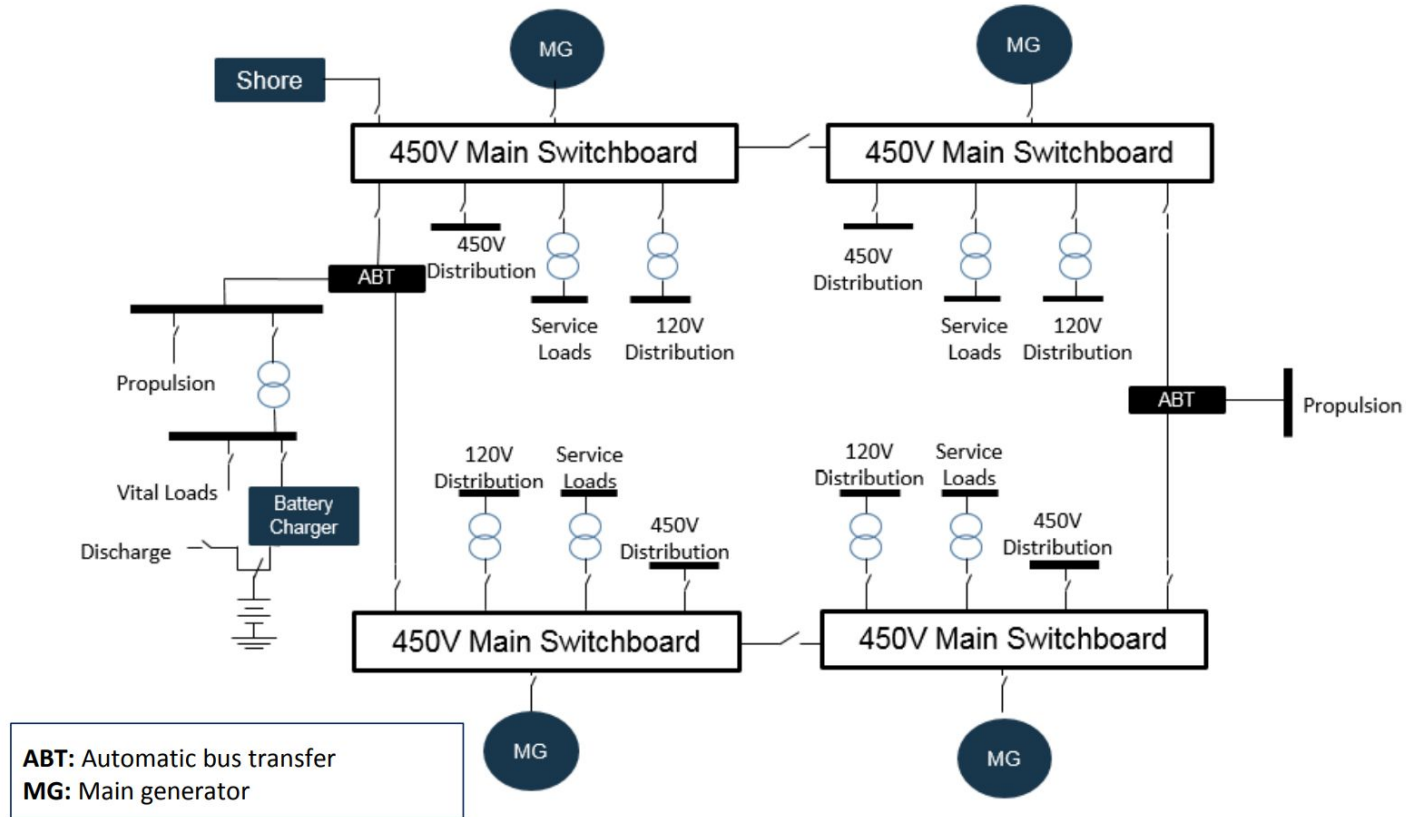 MG
MG
Shore
450V Main Switchboard
450V Main Switchboard
450V
Distribution
Service
Loads
120V
Distribution
450V
Distribution
Service
Loads
120V
Distribution
ABT
Propulsion
ABT
Propulsion
Vital Loads
Battery
Charger
Discharge
120V
Distribution
Service
Loads
450V
Distribution
120V
Distribution
Service
Loads
450V
Distribution
450V Main Switchboard
450V Main Switchboard
MG
MG
ABT: Automatic bus transfer
MG: Main generator